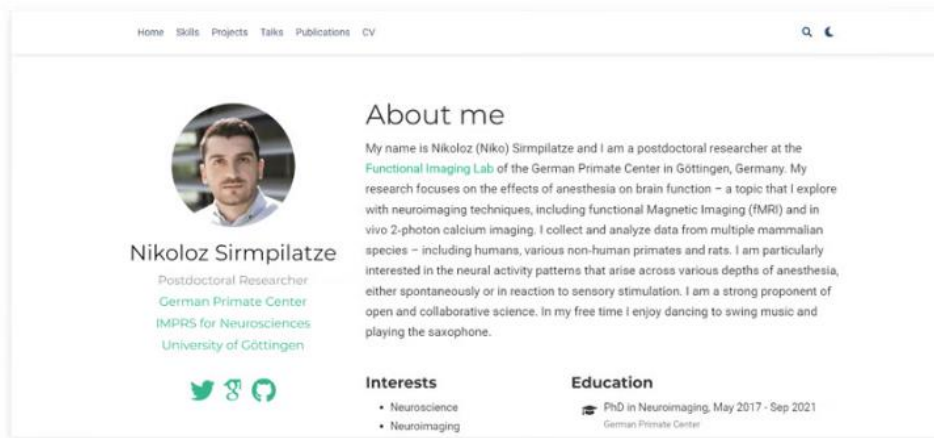 Home Skills Projects Talks Publications CV
Nikoloz Sirmpilatze
Postdoctoral Researcher
German Primate Center
IMPRS for Neurosciences
University of Göttingen
About me
My name is Nikoloz (Niko) Sirmpilatze and I am a postdoctoral researcher at the
Functional Imaging Lab of the German Primate Center in Göttingen, Germany. My
research focuses on the effects of anesthesia on brain function – a topic that I explore
with neuroimaging techniques, including functional Magnetic Imaging (fMRI) and in
vivo 2-photon calcium imaging. I collect and analyze data from multiple mammalian
species – including humans, various non-human primates and rats. I am particularly
interested in the neural activity patterns that arise across various depths of anesthesia,
either spontaneously or in reaction to sensory stimulation. I am a strong proponent of
open and collaborative science. In my free time I enjoy dancing to swing music and
playing the saxophone.
Interests
• Neuroscience
• Neuroimaging
Education
PhD in Neuroimaging, May 2017 - Sep 2021
German Primate Center